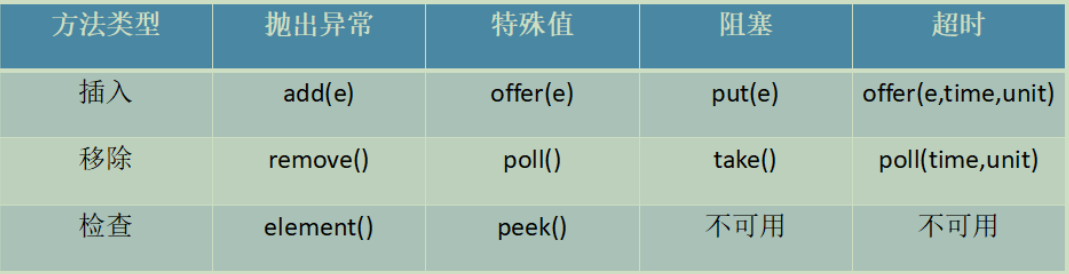 方法类型 抛出异常 特殊值 阻塞 超时
插入 add(e) offer(e) put(e) offer(e,time,unit)
移除 remove() poll() take() poll(time,unit)
检查 element() peek() 不可用 不可用